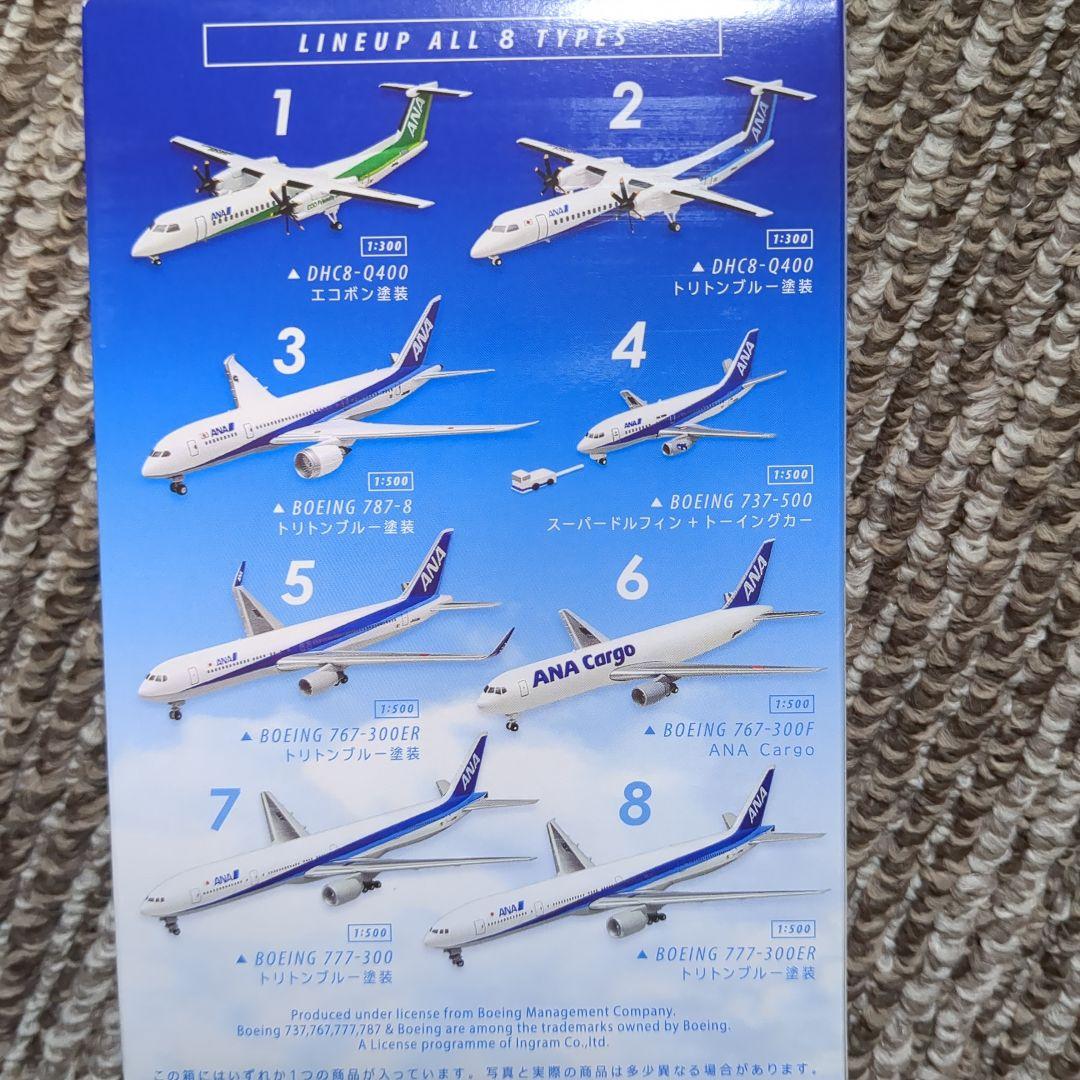 LINEUP ALL 8 TYPES
1
ANA
ANA
ECO Friendly
1:300
▲ DHC8-Q400
エコボン塗装
2
ANA
ANA
1:300
▲ DHC8-Q400
トリトンブルー塗装
3
ANA
ANA
1:500
▲ BOEING 787-8
トリトンブルー塗装
4
ANA
ANA
1:500
▲ BOEING 737-500
スーパードルフィン+トーイングカー
5
ANA
ANA
1:500
▲ BOEING 767-300ER
トリトンブルー塗装
6
ANA
ANA Cargo
1:500
▲ BOEING 767-300F
ANA Cargo
7
ANA
ANA
1:500
▲ BOEING 777-300
トリトンブルー塗装
8
ANA
ANA
1:500
▲ BOEING 777-300ER
トリトンブルー塗装
Produced under license from Boeing Management Company.
Boeing 737,767,777,787 & Boeing are among the trademarks owned by Boeing.
A License programme of Ingram Co.,ltd.
この箱にはいずれか1つの商品が入っています。写真と実際の商品は多少異なる場合があります。